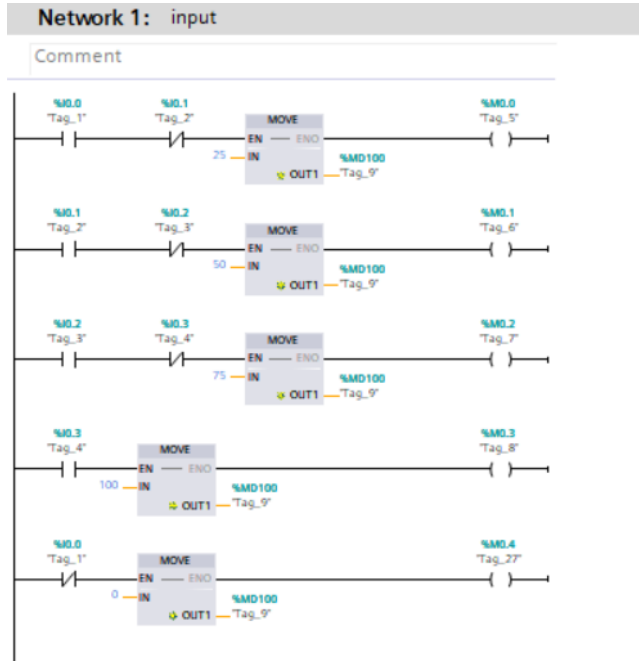 Network 1: input
Comment
%I0.0 %I0.1 %M0.0
"Tag_1" "Tag_2" MOVE "Tag_5"
EN ENO
25 IN %MD100
OUT1 "Tag_9"
%I0.1 %I0.2 %M0.1
"Tag_2" "Tag_3" MOVE "Tag_6"
EN ENO
50 IN %MD100
OUT1 "Tag_9"
%I0.2 %I0.3 %M0.2
"Tag_3" "Tag_4" MOVE "Tag_7"
EN ENO
75 IN %MD100
OUT1 "Tag_9"
%I0.3 %M0.3
"Tag_4" MOVE "Tag_8"
EN ENO
100 IN %MD100
OUT1 "Tag_9"
%I0.0 %M0.4
"Tag_1" MOVE "Tag_27"
EN ENO
0 IN %MD100
OUT1 "Tag_9"